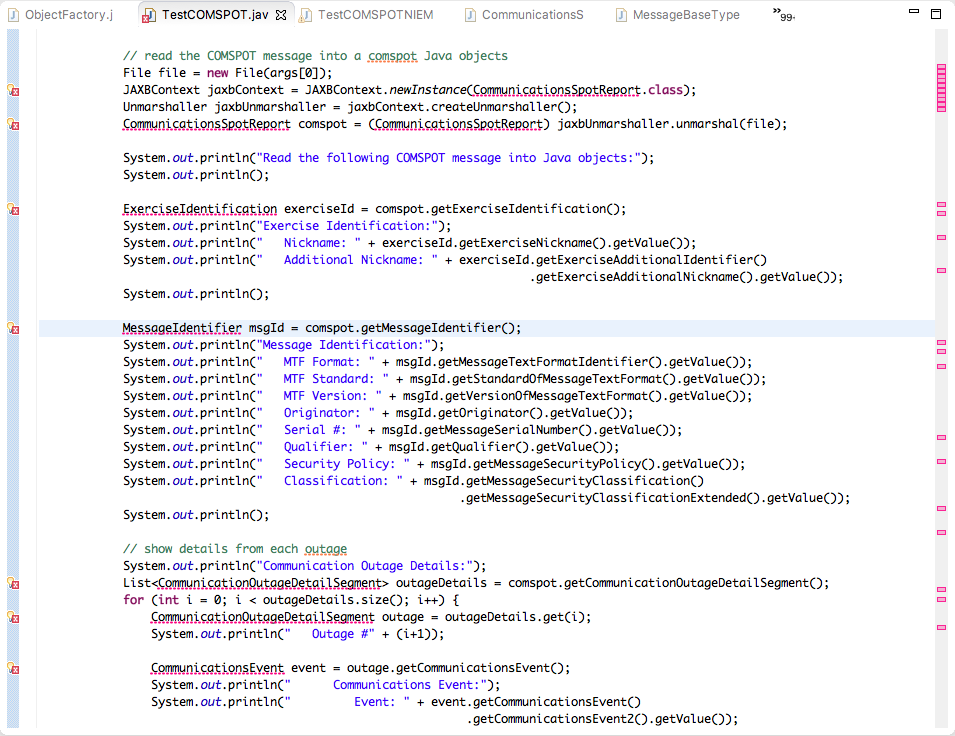 ObjectFactory.j TestCOMSPOT.jav TestCOMSPOTNIEM CommunicationsS MessageBaseType »99+
// read the COMSPOT message into a comspot Java objects
File file = new File(args[0]);
JAXBContext jaxbContext = JAXBContext.newInstance(CommunicationsSpotReport.class);
Unmarshaller jaxbUnmarshaller = jaxbContext.createUnmarshaller();
CommunicationsSpotReport comspot = (CommunicationsSpotReport) jaxbUnmarshaller.unmarshal(file);
System.out.println("Read the following COMSPOT message into Java objects:");
System.out.println();
ExerciseIdentification exerciseId = comspot.getExerciseIdentification();
System.out.println("Exercise Identification:");
System.out.println("   Nickname: " + exerciseId.getExerciseNickname().getValue());
System.out.println("   Additional Nickname: " + exerciseId.getExerciseAdditionalIdentifier()
.getExerciseAdditionalNickname().getValue());
System.out.println();
MessageIdentifier msgId = comspot.getMessageIdentifier();
System.out.println("Message Identification:");
System.out.println("   MTF Format: " + msgId.getMessageTextFormatIdentifier().getValue());
System.out.println("   MTF Standard: " + msgId.getStandardOfMessageTextFormat().getValue());
System.out.println("   MTF Version: " + msgId.getVersionOfMessageTextFormat().getValue());
System.out.println("   Originator: " + msgId.getOriginator().getValue());
System.out.println("   Serial #: " + msgId.getMessageSerialNumber().getValue());
System.out.println("   Qualifier: " + msgId.getQualifier().getValue());
System.out.println("   Security Policy: " + msgId.getMessageSecurityPolicy().getValue());
System.out.println("   Classification: " + msgId.getMessageSecurityClassification()
.getMessageSecurityClassificationExtended().getValue());
System.out.println();
// show details from each outage
System.out.println("Communication Outage Details:");
List<CommunicationOutageDetailSegment> outageDetails = comspot.getCommunicationOutageDetailSegment();
for (int i = 0; i < outageDetails.size(); i++) {
CommunicationOutageDetailSegment outage = outageDetails.get(i);
System.out.println("   Outage #" + (i+1));
CommunicationsEvent event = outage.getCommunicationsEvent();
System.out.println("      Communications Event:");
System.out.println("         Event: " + event.getCommunicationsEvent()
.getCommunicationsEvent2().getValue());